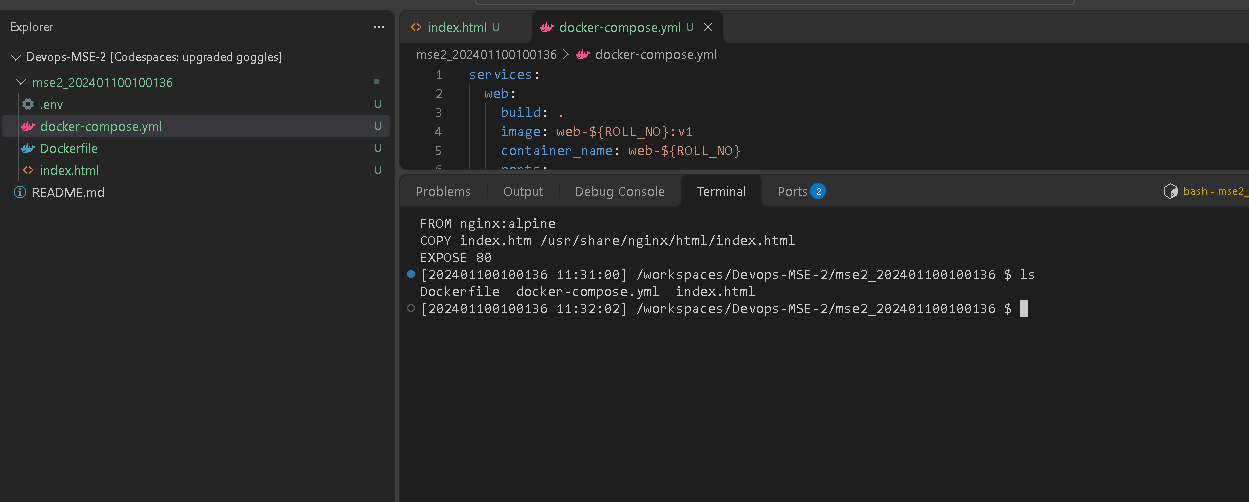 Explorer
Devops-MSE-2 [Codespaces: upgraded goggles]
mse2_202401100100136
.env U
docker-compose.yml U
Dockerfile U
index.html U
README.md
index.html U docker-compose.yml U
mse2_202401100100136 > docker-compose.yml
1 services:
2 web:
3 build: .
4 image: web-${ROLL_NO}:v1
5 container_name: web-${ROLL_NO}
6 ports:
Problems Output Debug Console Terminal Ports 2 bash - mse2_
FROM nginx:alpine
COPY index.htm /usr/share/nginx/html/index.html
EXPOSE 80
[202401100100136 11:31:00] /workspaces/Devops-MSE-2/mse2_202401100100136 $ ls
Dockerfile docker-compose.yml index.html
[202401100100136 11:32:02] /workspaces/Devops-MSE-2/mse2_202401100100136 $